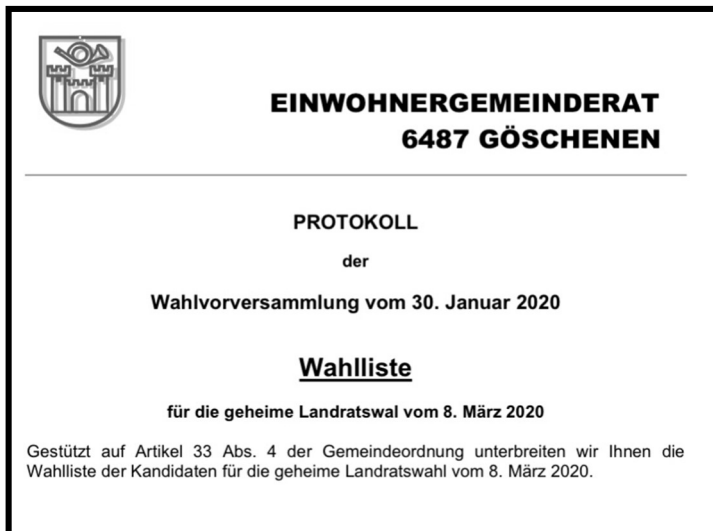 EINWOHNERGEMEINDERAT
6487 GÖSCHENEN
PROTOKOLL
der
Wahlvorversammlung vom 30. Januar 2020
Wahlliste
für die geheime Landratswal vom 8. März 2020
Gestützt auf Artikel 33 Abs. 4 der Gemeindeordnung unterbreiten wir Ihnen die
Wahlliste der Kandidaten für die geheime Landratswahl vom 8. März 2020.